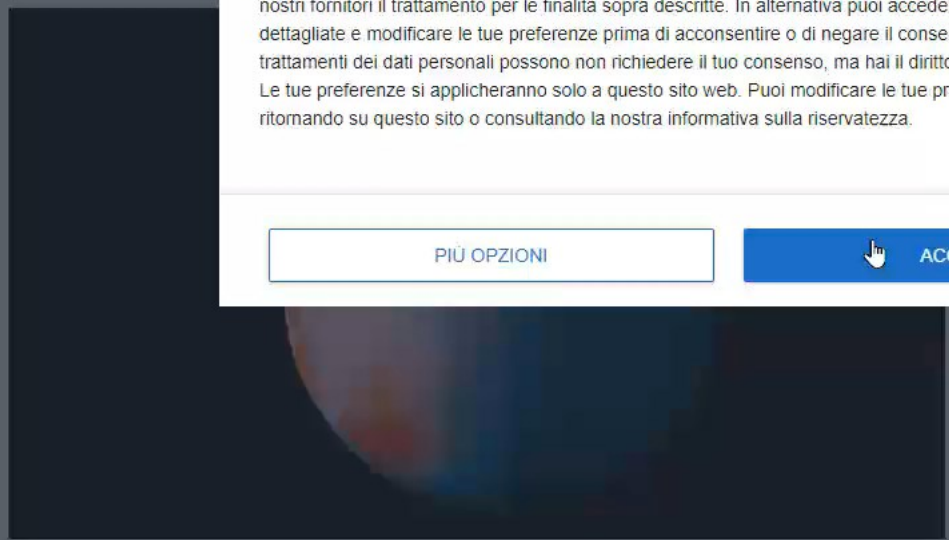 nostri fornitori il trattamento per le finalità sopra descritte. In alternativa puoi accede
dettagliate e modificare le tue preferenze prima di acconsentire o di negare il conse
trattamenti dei dati personali possono non richiedere il tuo consenso, ma hai il diritto
Le tue preferenze si applicheranno solo a questo sito web. Puoi modificare le tue pr
ritornando su questo sito o consultando la nostra informativa sulla riservatezza.
PIÙ OPZIONI
ACC